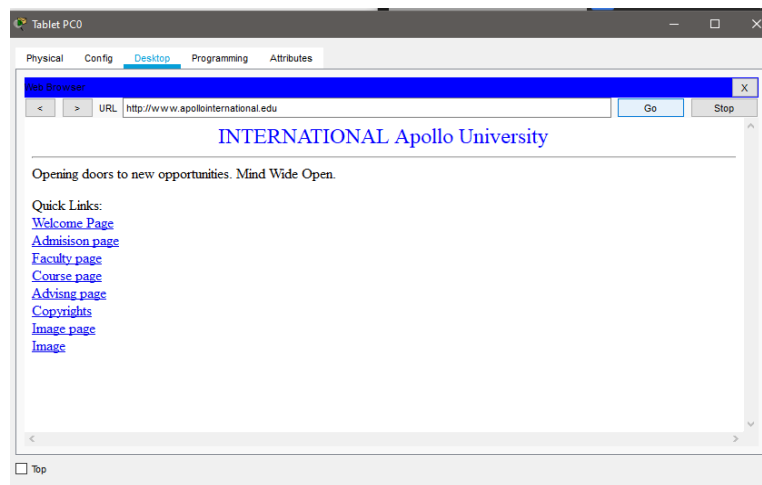 Tablet PC0
Physical Config Desktop Programming Attributes
Web Browser X
< > URL http://www.apollointernational.edu Go Stop
INTERNATIONAL Apollo University
Opening doors to new opportunities. Mind Wide Open.
Quick Links:
Welcome Page
Admisison page
Faculty page
Course page
Advisng page
Copyrights
Image page
Image
Top